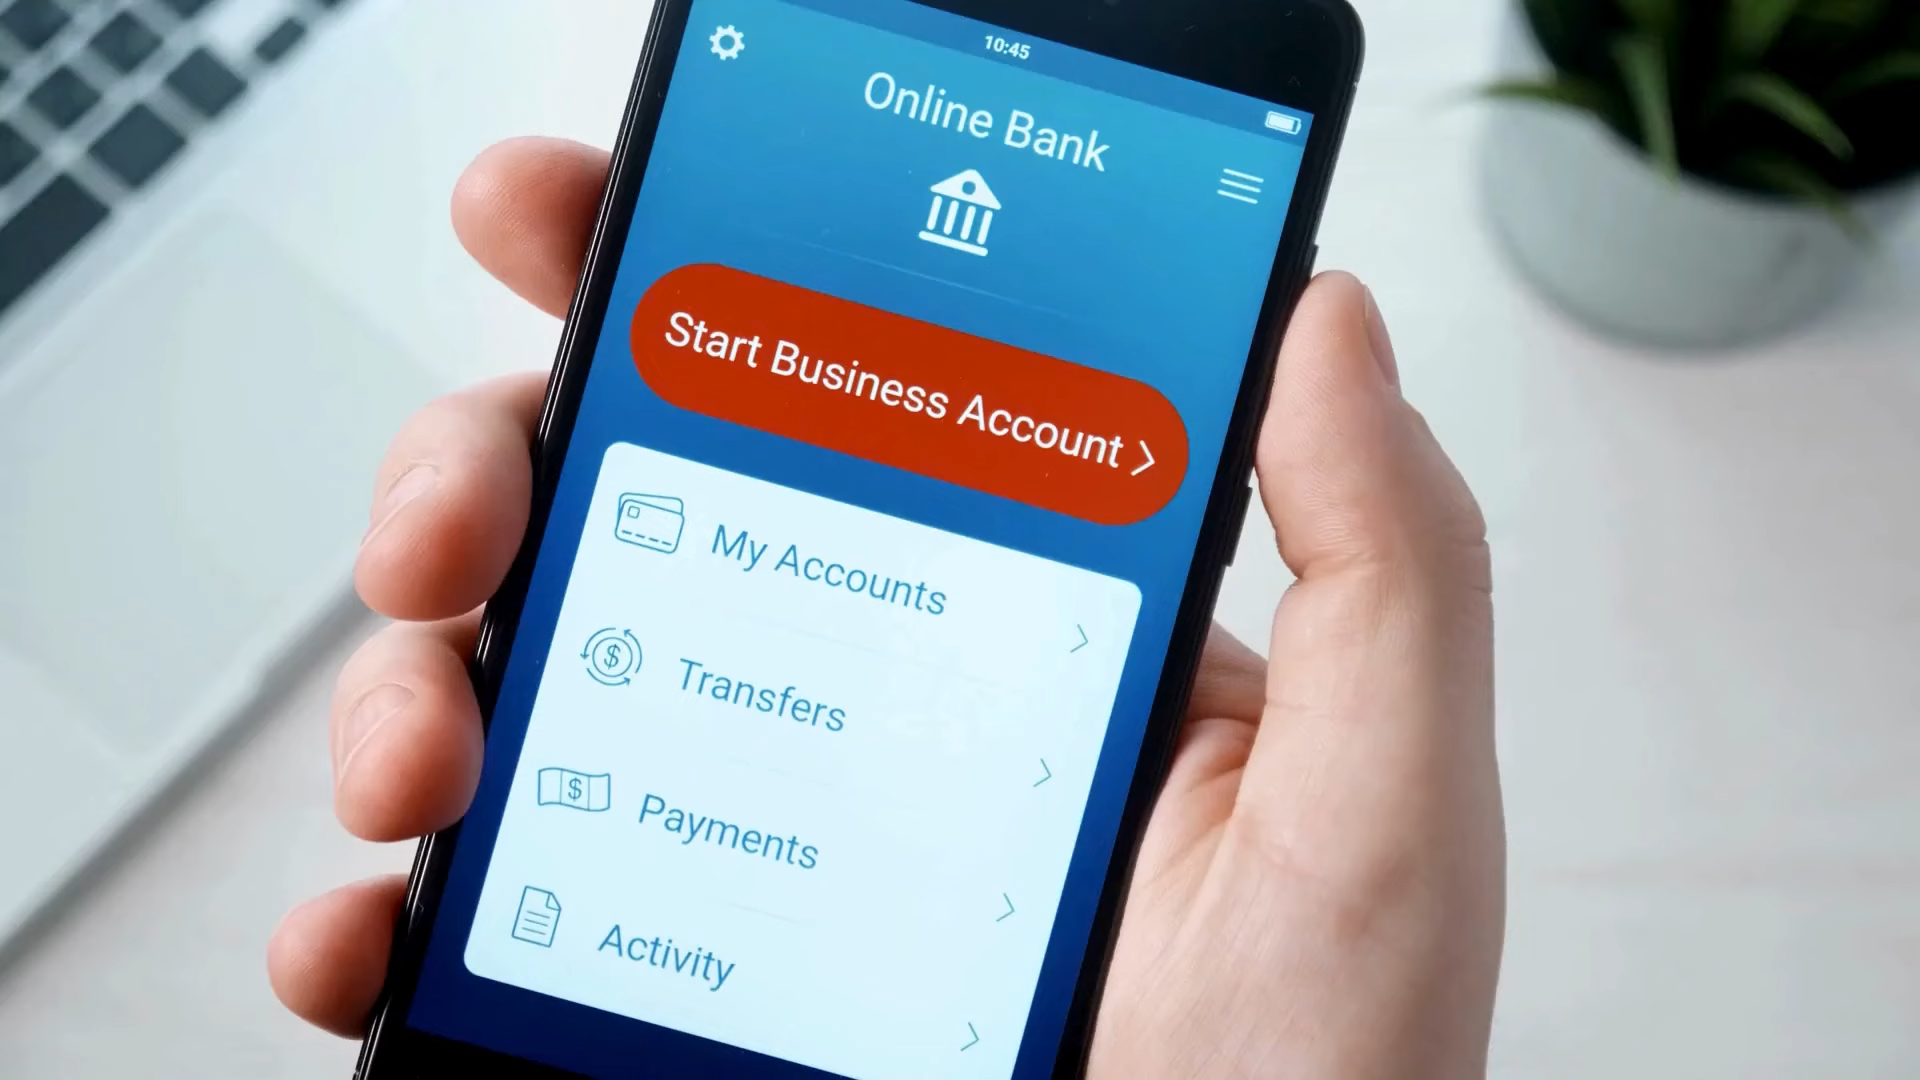 10:45
Online Bank
Start Business Account
My Accounts
$
Transfers
$
Payments
Activity